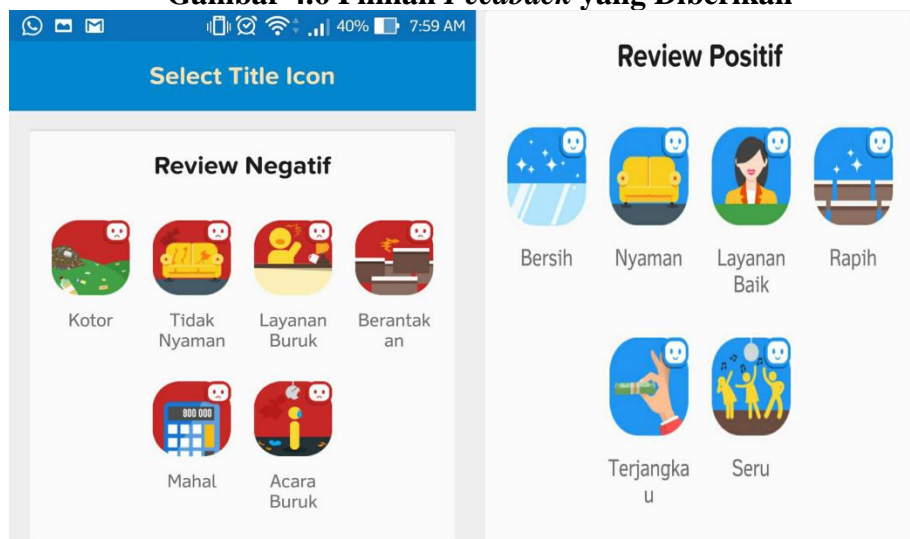 Gambar 4.6 Pilihan Feedback yang Diberikan
40% 7:59 AM
Select Title Icon
Review Negatif
Kotor
Tidak
Nyaman
Layanan
Buruk
Berantak
an
800 000
Mahal
Acara
Buruk
Review Positif
Bersih
Nyaman
Layanan
Baik
Rapih
Terjangka
u
Seru